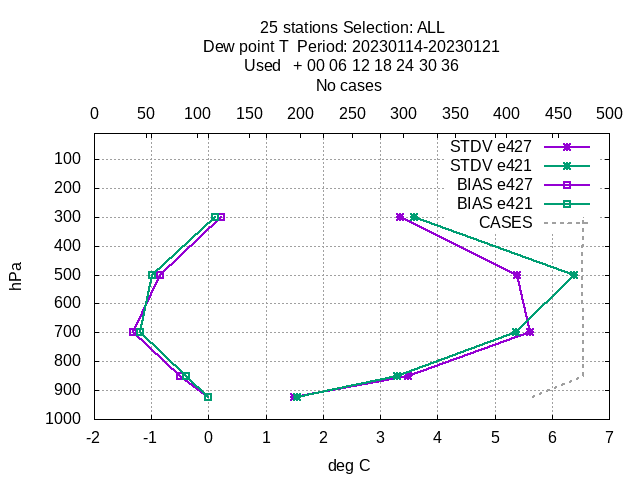 25 stations Selection: ALL
Dew point T  Period: 20230114-20230121
Used   + 00 06 12 18 24 30 36
No cases
0 50 100 150 200 250 300 350 400 450 500
STDV e427
STDV e421
BIAS e427
BIAS e421
CASES
100
200
300
400
500
600
700
800
900
1000
hPa
-2 -1 0 1 2 3 4 5 6 7
deg C